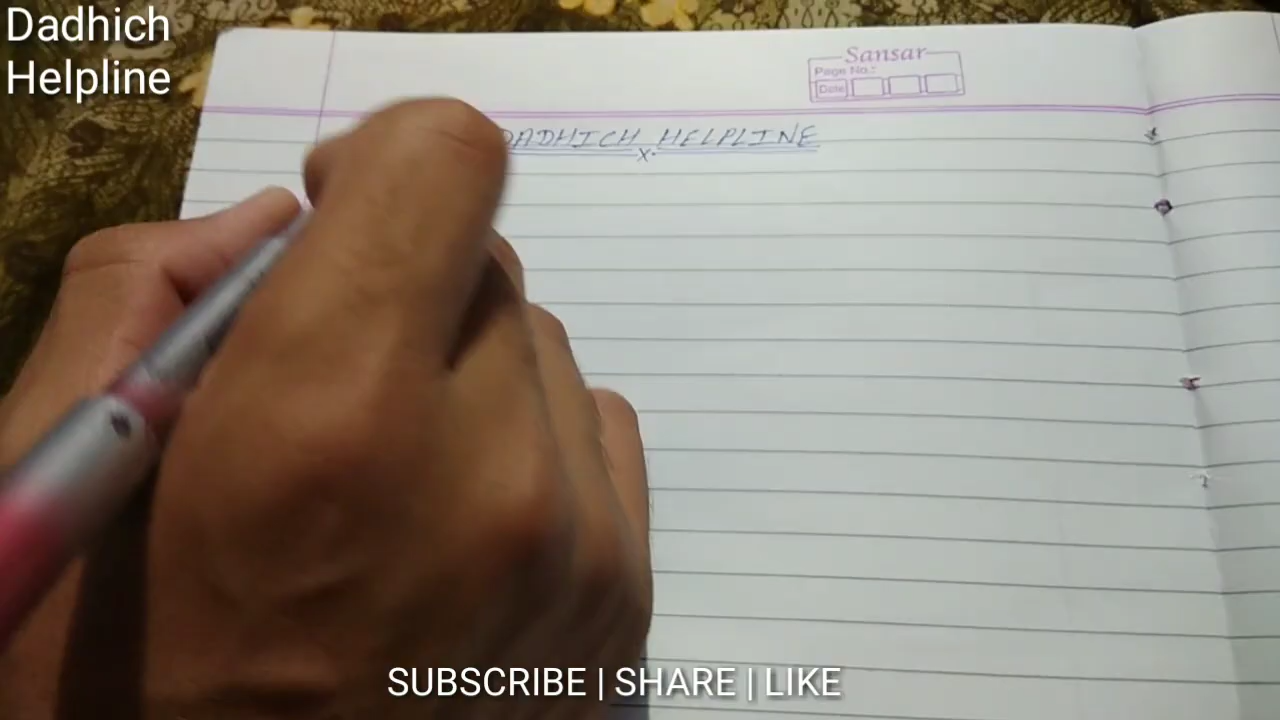 Dadhich
Helpline
Sansar
Page No.:
Date
DADHICH HELPLINE
x.
SUBSCRIBE | SHARE | LIKE